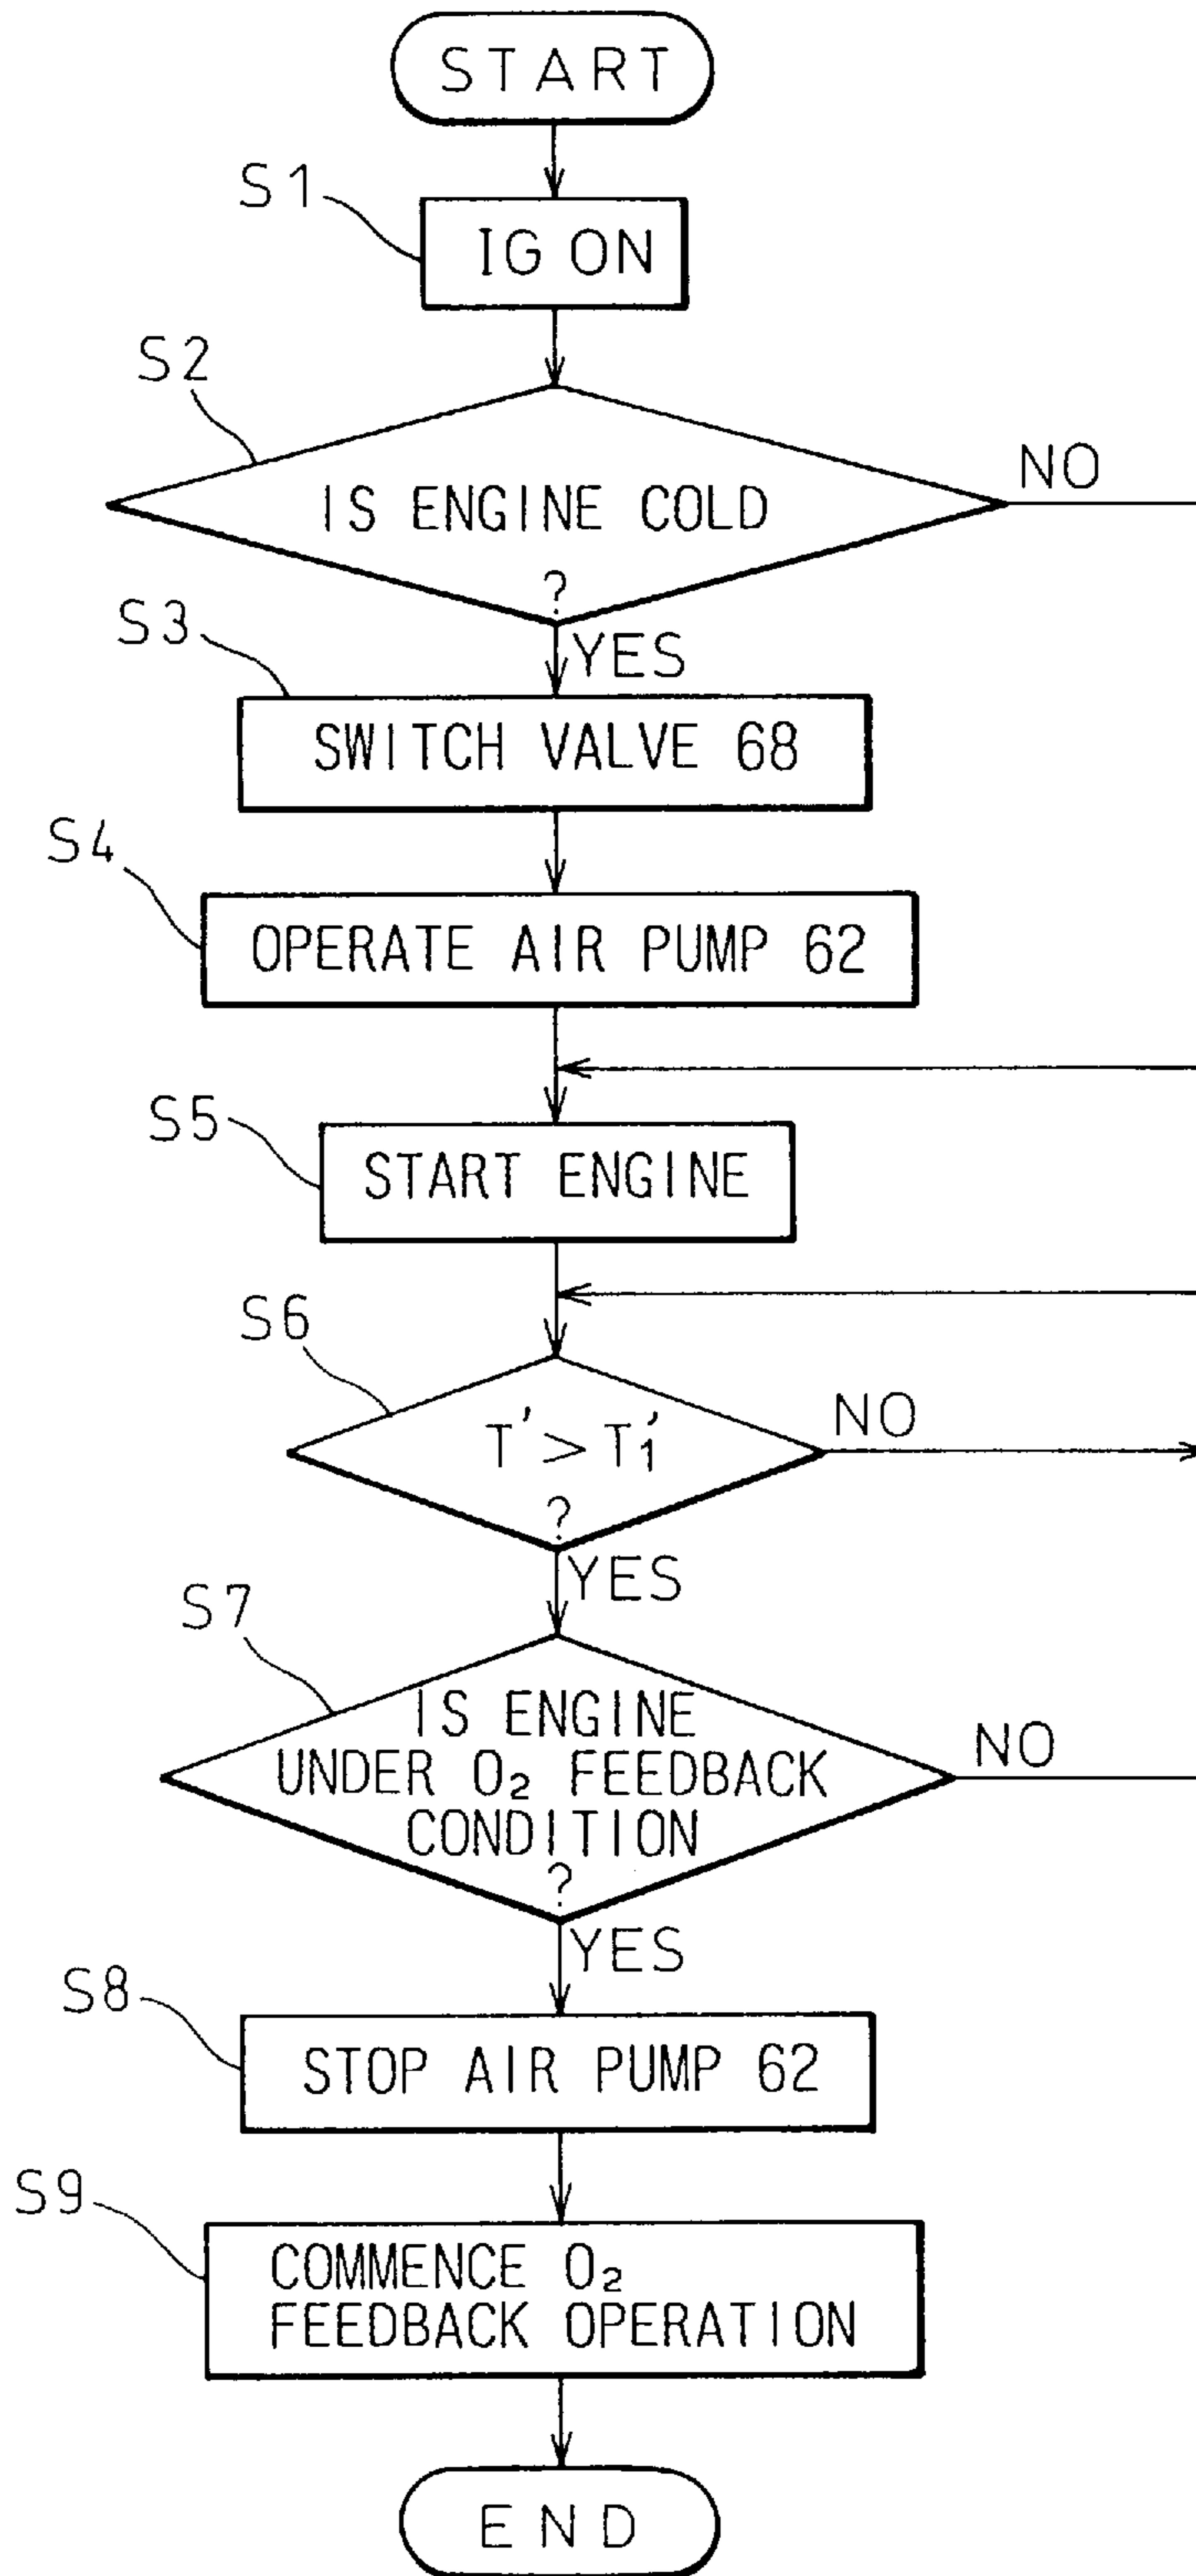 START
S1
IG ON
S2
IS ENGINE COLD
?
NO
YES
S3
SWITCH VALVE 68
S4
OPERATE AIR PUMP 62
S5
START ENGINE
S6
T' > T₁'
?
NO
YES
S7
IS ENGINE
UNDER O₂ FEEDBACK
CONDITION
?
NO
YES
S8
STOP AIR PUMP 62
S9
COMMENCE O₂
FEEDBACK OPERATION
END